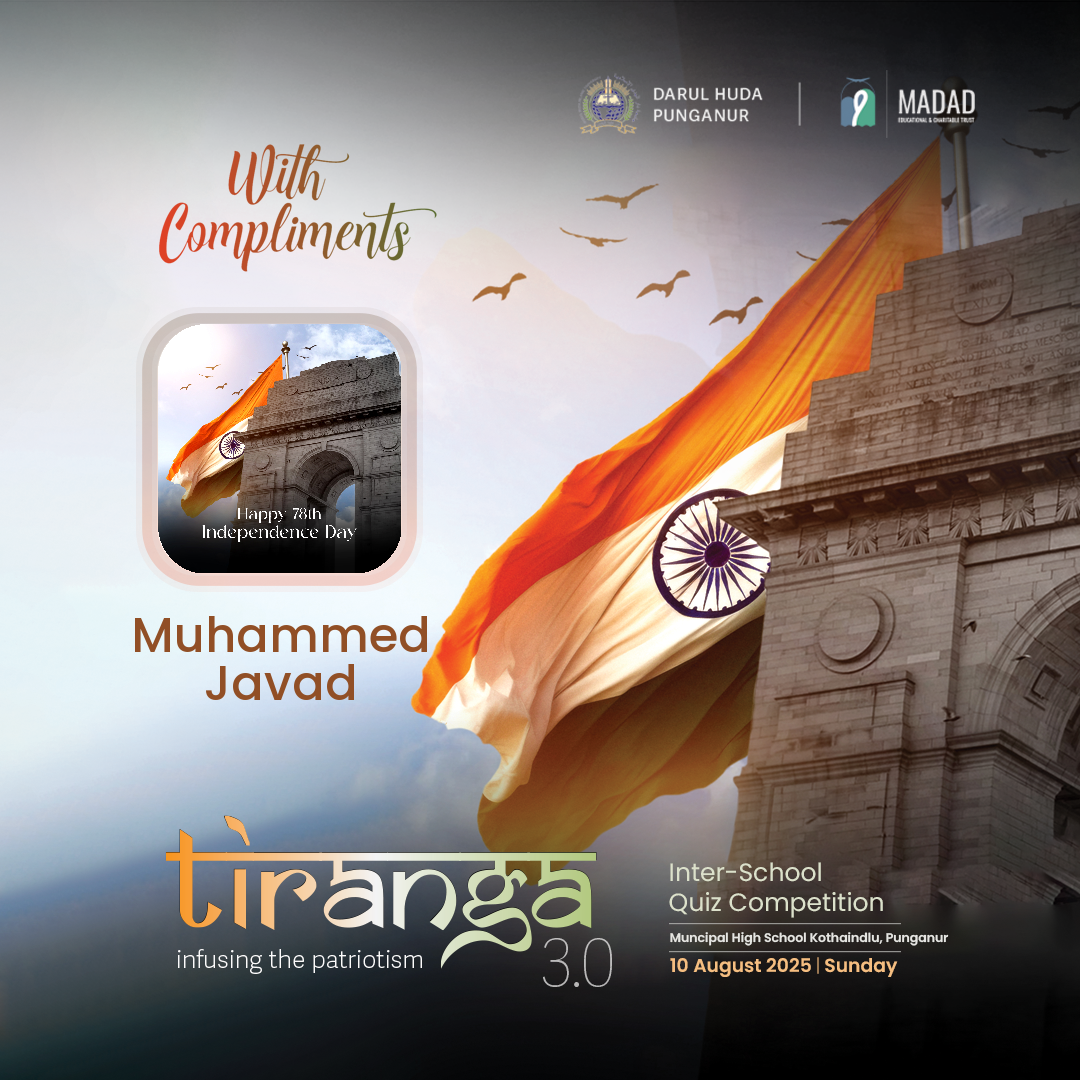 DARUL HUDA
PUNGANUR
MADAD
EDUCATIONAL & CHARITABLE TRUST
With
Compliments
Happy 78th
Independence Day
Muhammed
Javad
tiranga
infusing the patriotism
3.0
Inter-School
Quiz Competition
Muncipal High School Kothaindlu, Punganur
10 August 2025 | Sunday